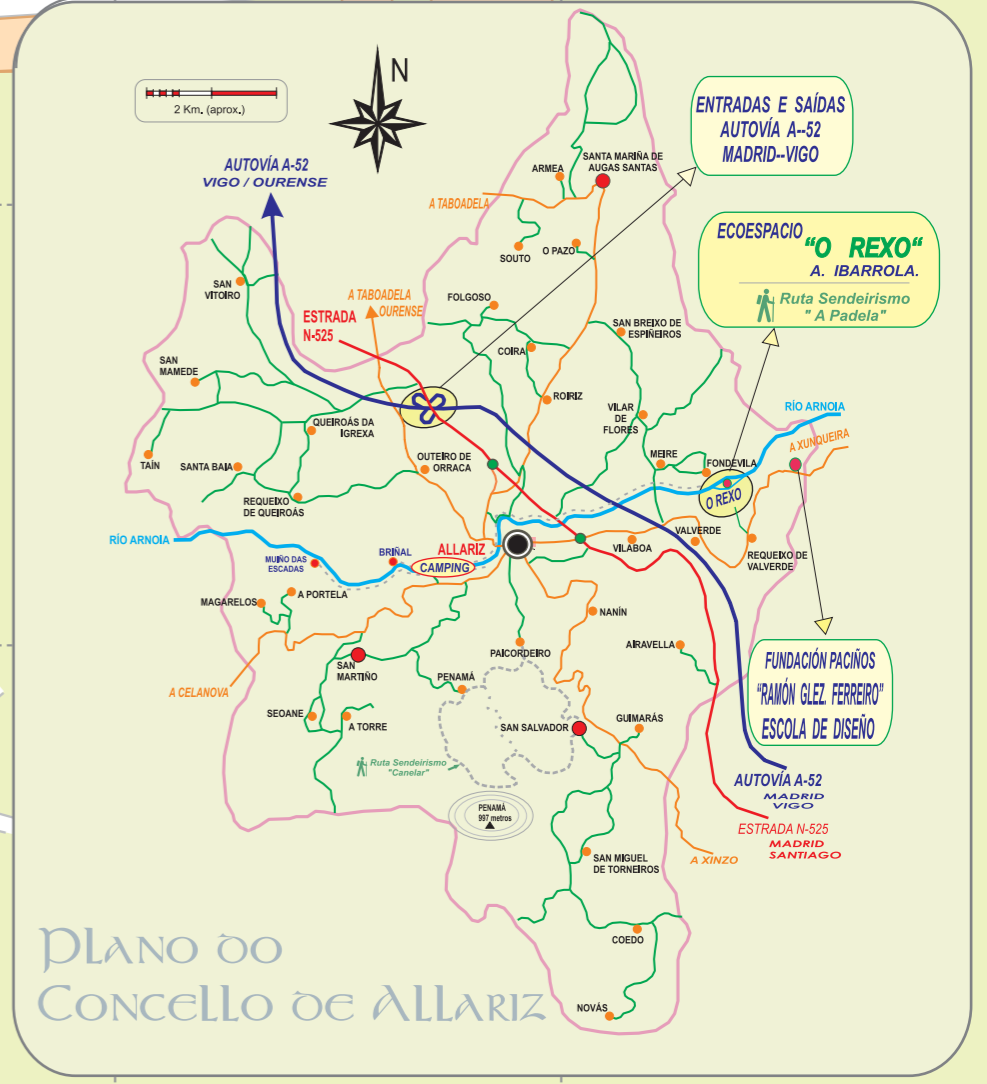 N
2 Km. (aprox.)
ENTRADAS E SAÍDAS
AUTOVÍA A--52
MADRID--VIGO
AUTOVÍA A-52
VIGO / OURENSE
ARMEA
SANTA MARIÑA DE
AUGAS SANTAS
A TABOADELA
SOUTO
O PAZO
ECOESPACIO
"O REXO"
A. IBARROLA.
Ruta Sendeirismo
" A Padela"
SAN
VITOIRO
A TABOADELA
OURENSE
FOLGOSO
ESTRADA
N-525
SAN BREIXO DE
ESPIÑEIROS
COIRA
SAN
MAMEDE
ROIRIZ
VILAR
DE
FLORES
RÍO ARNOIA
A XUNQUEIRA
QUEIROÁS DA
IGREXA
OUTEIRO DE
ORRACA
MEIRE
FONDEVILA
TAÍN
SANTA BAIA
O REXO
REQUEIXO
DE QUEIROÁS
RÍO ARNOIA
VALVERDE
VILABOA
REQUEIXO DE
VALVERDE
MUIÑO DAS
ESCADAS
BRIÑAL
ALLARIZ
CAMPING
A PORTELA
MAGARELOS
NANÍN
PAICORDEIRO
AIRAVELLA
SAN
MARTIÑO
PENAMÁ
A CELANOVA
FUNDACIÓN PACIÑOS
"RAMÓN GLEZ. FERREIRO"
ESCOLA DE DISEÑO
SEOANE
A TORRE
SAN SALVADOR
GUIMARÁS
Ruta Sendeirismo
"Canelar"
AUTOVÍA A-52
MADRID
VIGO
PENAMÁ
997 metros
ESTRADA N-525
MADRID
SANTIAGO
A XINZO
SAN MIGUEL
DE TORNEIROS
COEDO
NOVÁS
PLANO DO
CONCELLO DE ALLARIZ